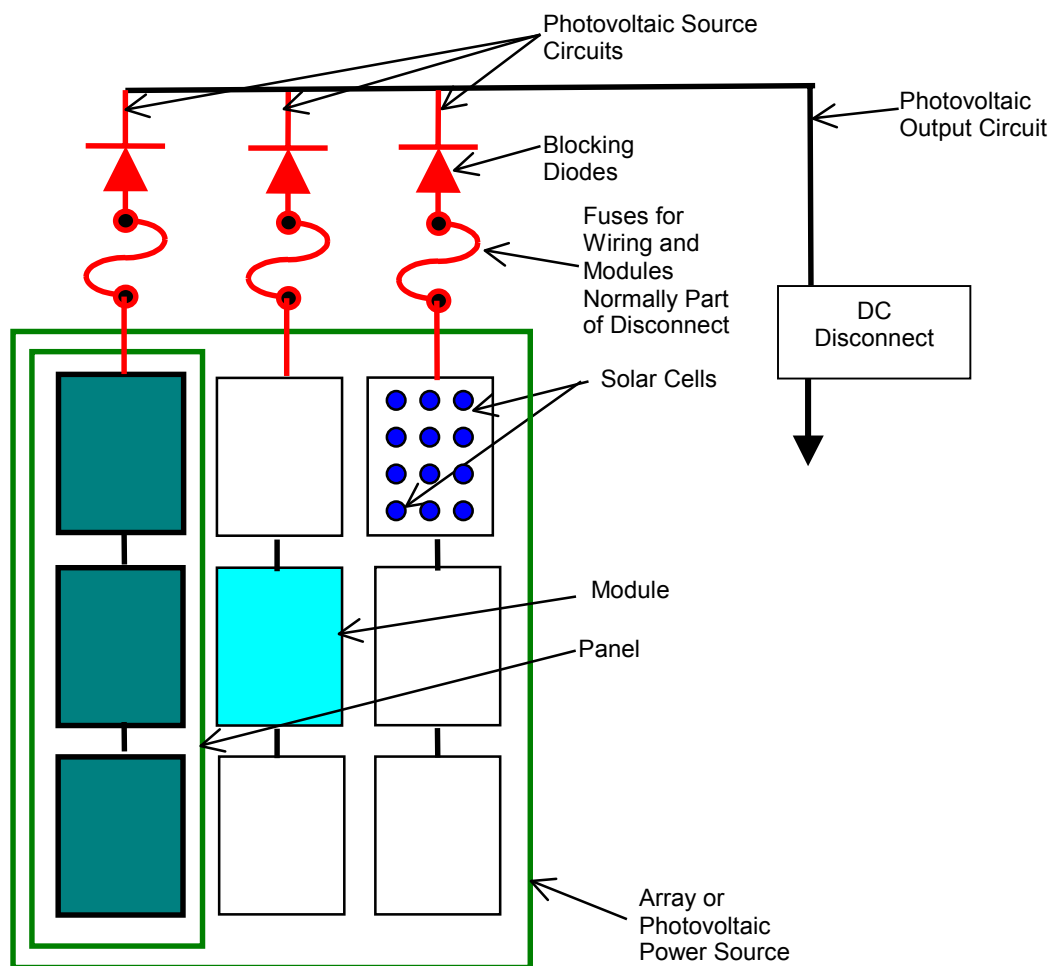 Photovoltaic Source
Circuits
Photovoltaic
Output Circuit
Blocking
Diodes
Fuses for
Wiring and
Modules
Normally Part
of Disconnect
DC
Disconnect
Solar Cells
Module
Panel
Array or
Photovoltaic
Power Source